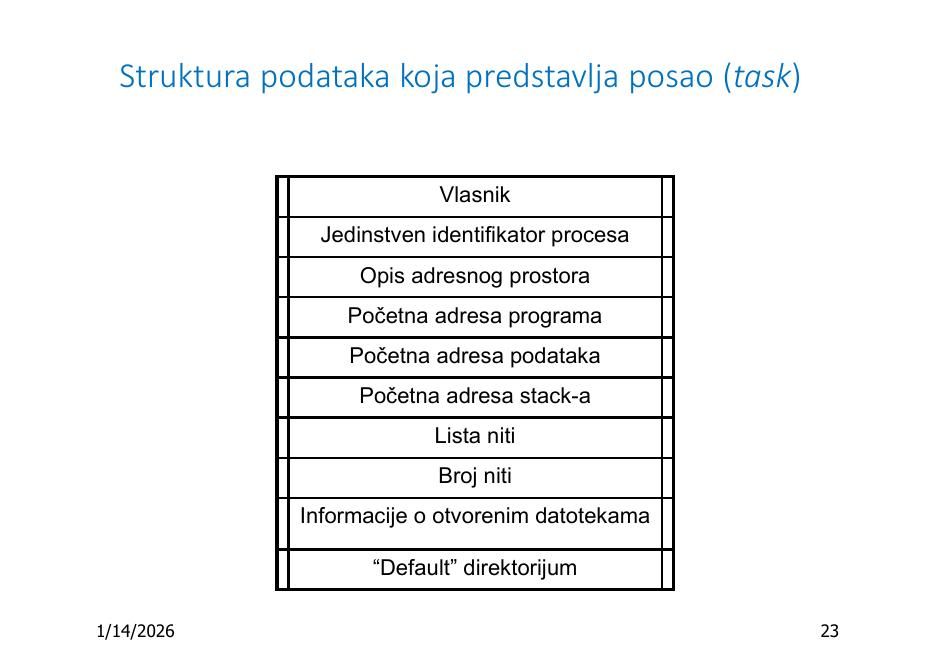 Struktura podataka koja predstavlja posao (task)
Vlasnik
Jedinstven identifikator procesa
Opis adresnog prostora
Početna adresa programa
Početna adresa podataka
Početna adresa stack-a
Lista niti
Broj niti
Informacije o otvorenim datotekama
“Default” direktorijum
1/14/2026
23